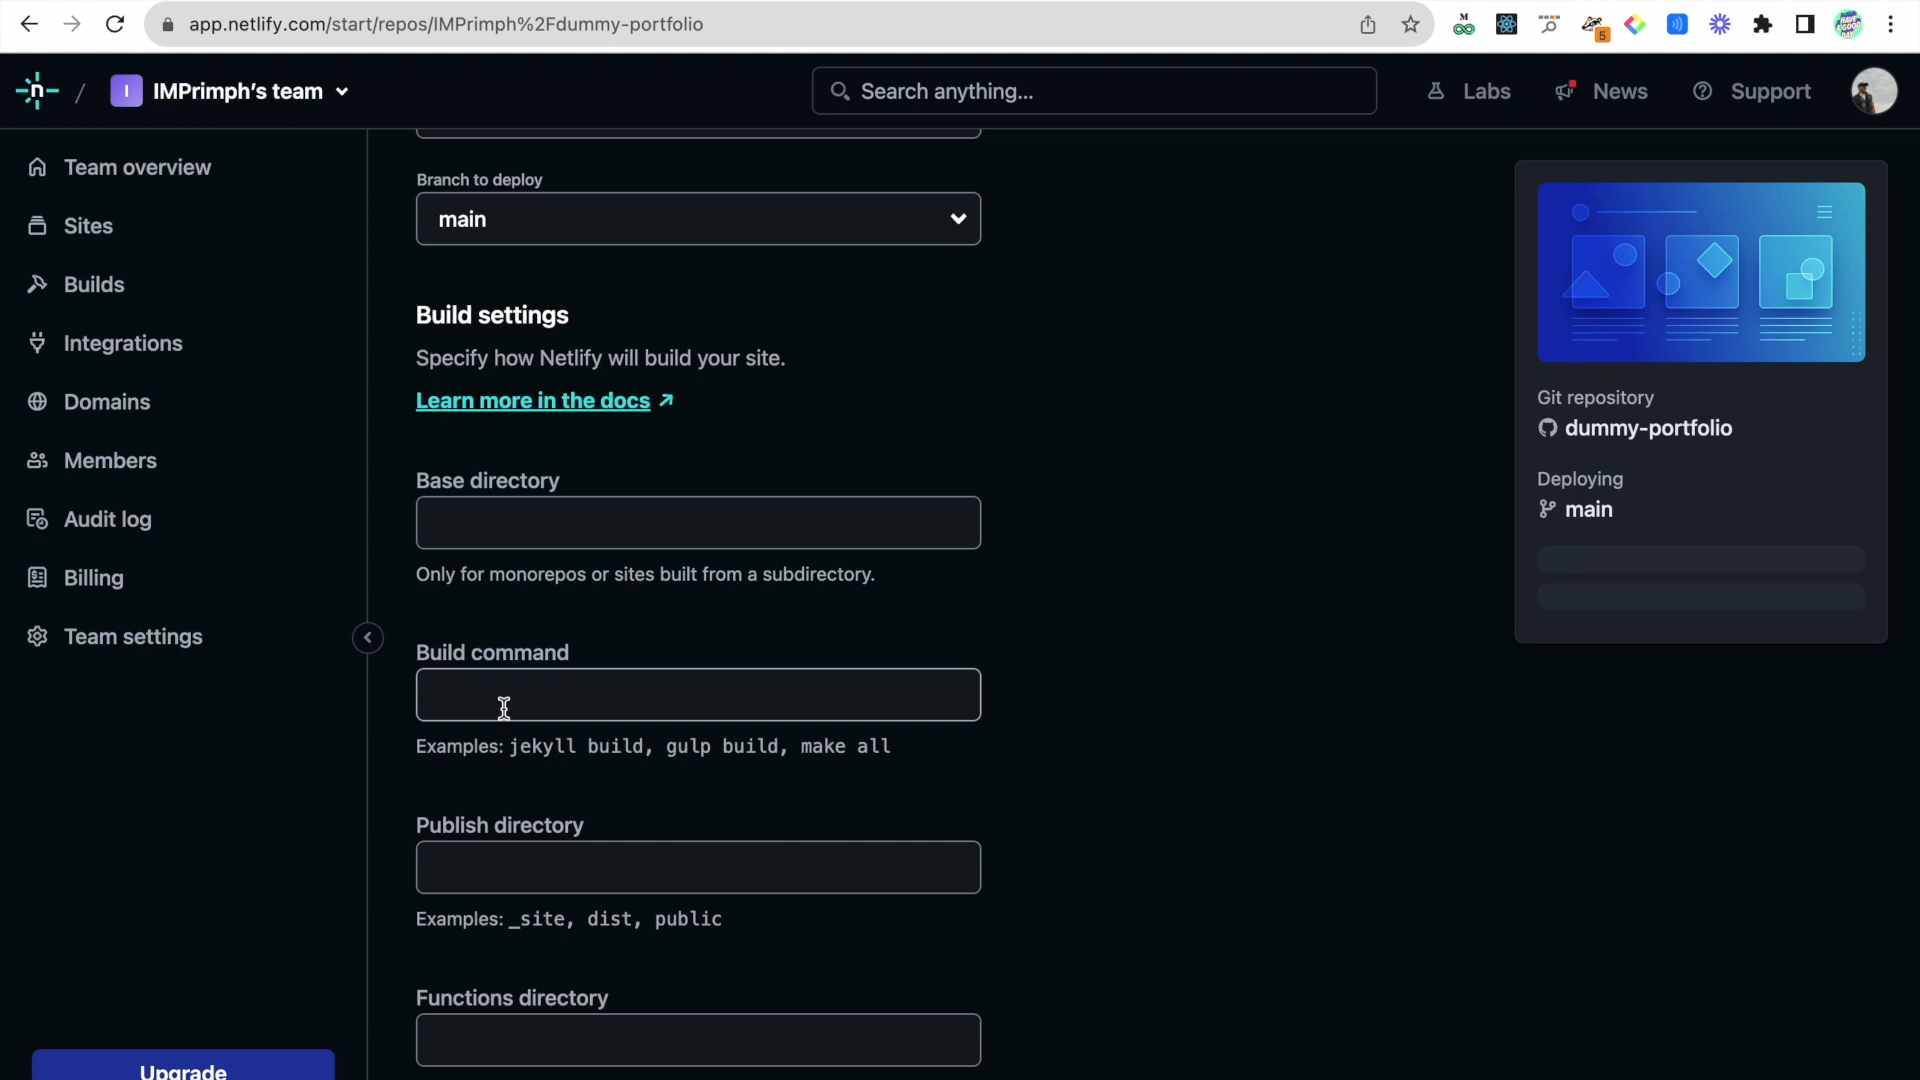 app.netlify.com/start/repos/IMPrimph%2Fdummy-portfolio
M
5
n
/
I
IMPrimph's team
Search anything...
Labs
News
Support
Team overview
Sites
Builds
Integrations
Domains
Members
Audit log
Billing
Team settings
Upgrade
Branch to deploy
main
Build settings
Specify how Netlify will build your site.
Learn more in the docs
Base directory
Only for monorepos or sites built from a subdirectory.
Build command
Examples: jekyll build, gulp build, make all
Publish directory
Examples: _site, dist, public
Functions directory
Git repository
dummy-portfolio
Deploying
main